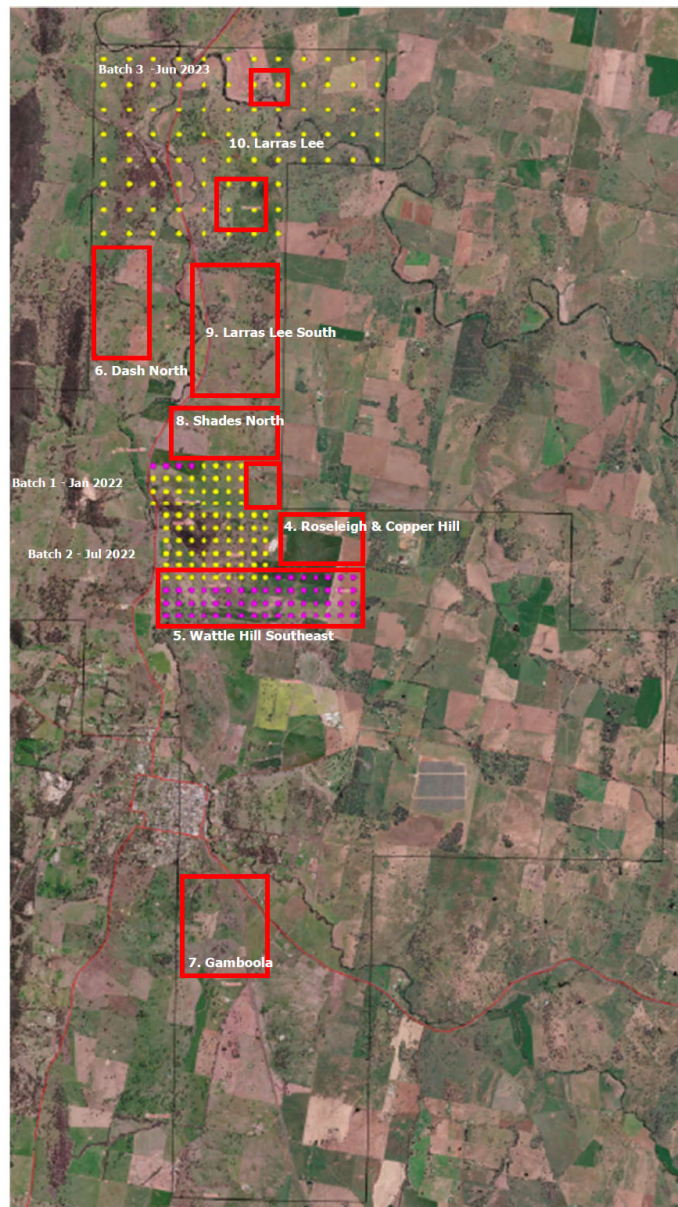 Batch 3 -Jun 2023
10. Larras Lee
9. Larras Lee South
6. Dash North
8. Shades North
Batch 1 - Jan 2022
4. Roseleigh & Copper Hill
Batch 2 - Jul 2022
5. Wattle Hill Southeast
7. Gamboola